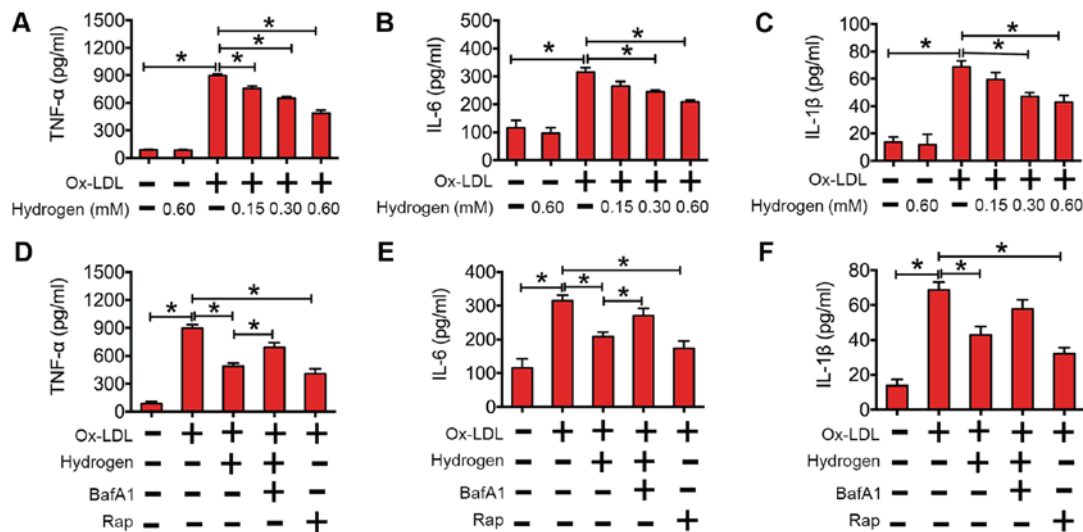 A
TNF-α (pg/ml)
1500
1200
900
600
300
0
* * * *
Ox-LDL − − + + + +
Hydrogen (mM) − 0.60 − 0.15 0.30 0.60
B
IL-6 (pg/ml)
500
400
300
200
100
0
* * *
Ox-LDL − − + + + +
− 0.60 − 0.15 0.30 0.60
C
IL-1β (pg/ml)
100
80
60
40
20
0
* * *
Ox-LDL − − + + + +
Hydrogen (mM) − 0.60 − 0.15 0.30 0.60
D
TNF-α (pg/ml)
1500
1200
900
600
300
0
* * * *
Ox-LDL − + + + +
Hydrogen − − + + −
BafA1 − − − + −
Rap − − − − +
E
IL-6 (pg/ml)
400
300
200
100
0
* * * *
Ox-LDL − + + + +
Hydrogen − − + + −
BafA1 − − − + −
Rap − − − − +
F
IL-1β (pg/ml)
80
60
40
20
0
* * *
Ox-LDL − + + + +
Hydrogen − − + + −
BafA1 − − − + −
Rap − − − − +